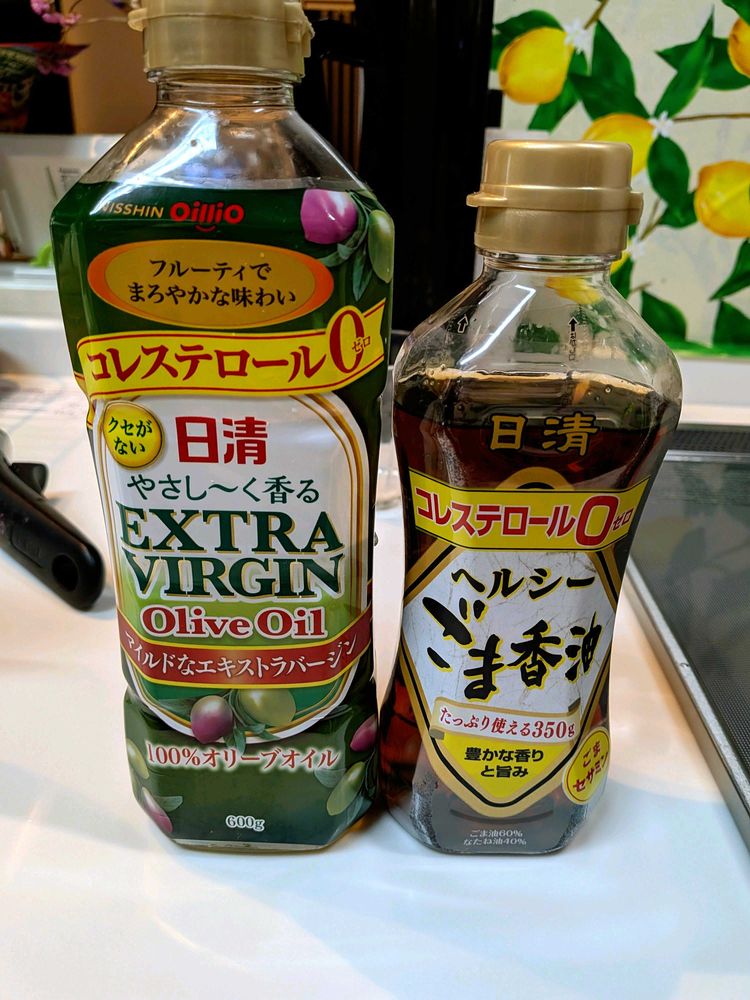 NISSHIN OilliO
フルーティで
まろやかな味わい
コレステロール0ゼロ
クセが
ない
日清
やさし〜く香る
EXTRA
VIRGIN
Olive Oil
マイルドなエキストラバージン
100%オリーブオイル
600g
日清
コレステロール0ゼロ
ヘルシー
ごま香油
たっぷり使える350g
豊かな香り
と旨み
ごま
セサミン
ごま油60%
なたね油40%